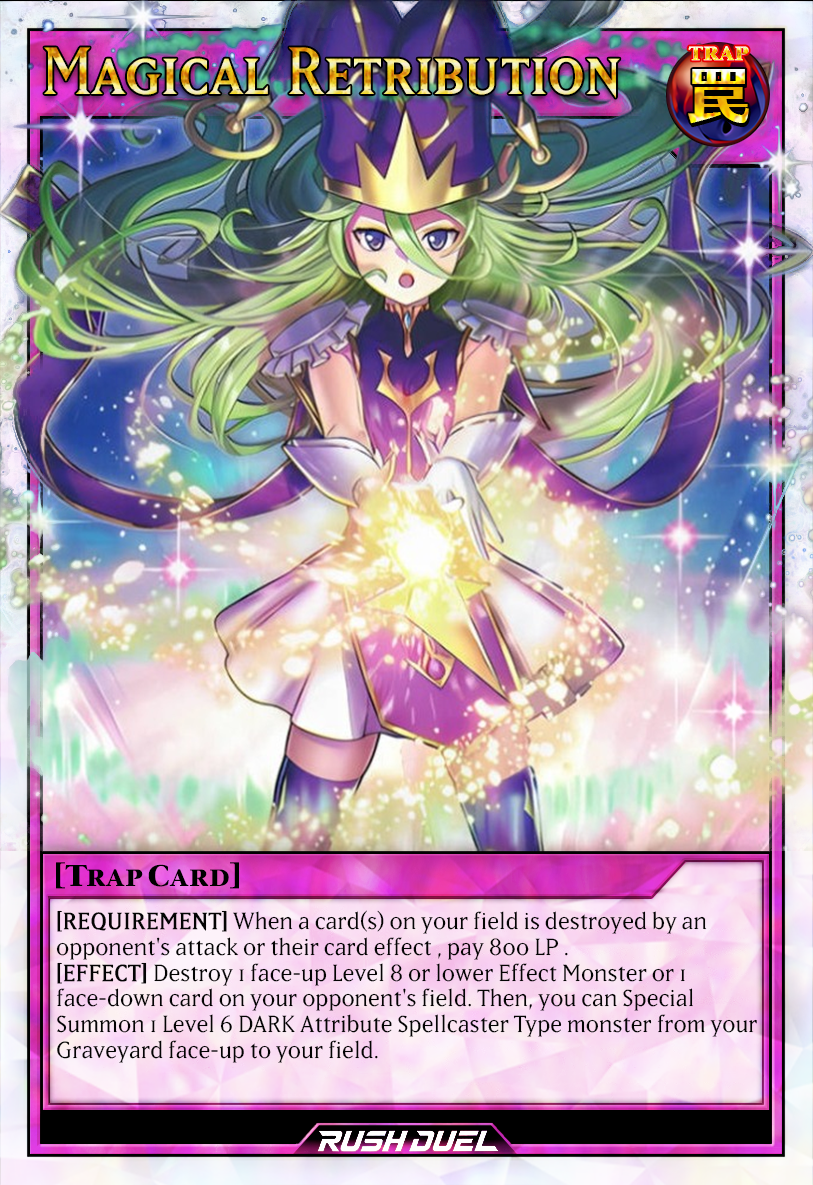 MAGICAL RETRIBUTION
TRAP
罠
[TRAP CARD]
[REQUIREMENT] When a card(s) on your field is destroyed by an
opponent's attack or their card effect , pay 800 LP .
[EFFECT] Destroy 1 face-up Level 8 or lower Effect Monster or 1
face-down card on your opponent's field. Then, you can Special
Summon 1 Level 6 DARK Attribute Spellcaster Type monster from your
Graveyard face-up to your field.
RUSH DUEL